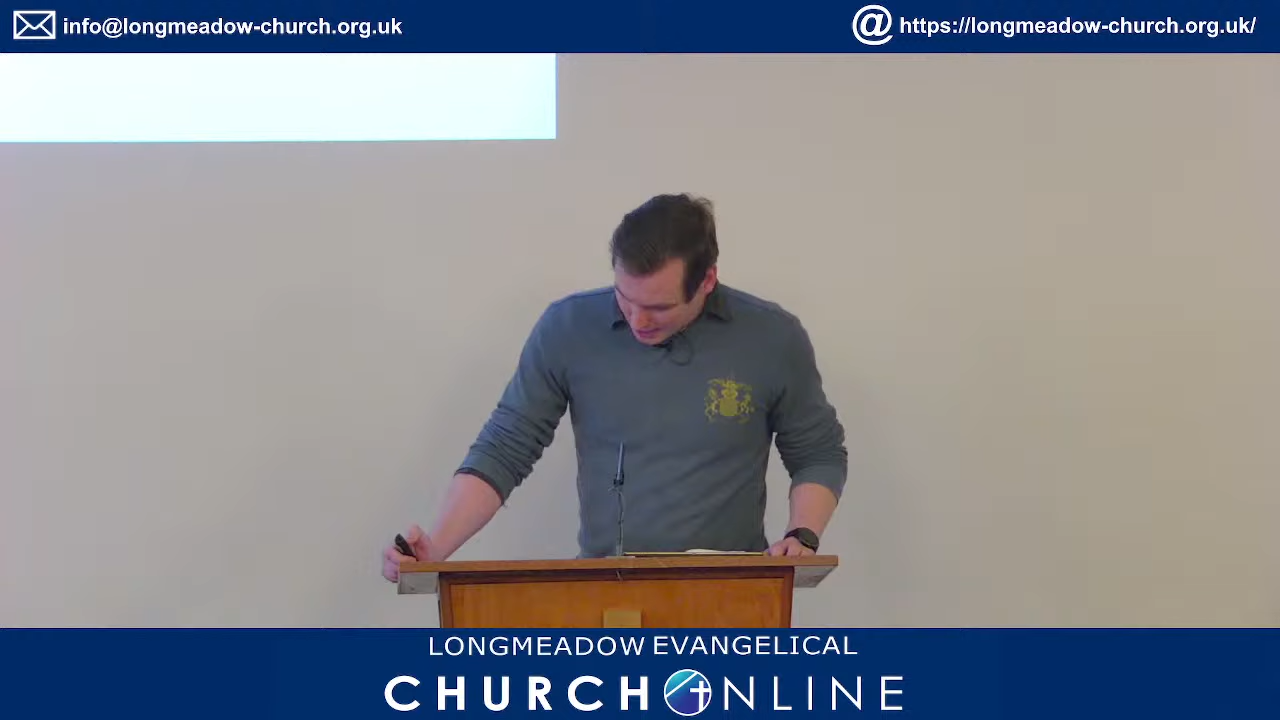 info@longmeadow-church.org.uk
https://longmeadow-church.org.uk/
LONGMEADOW EVANGELICAL
CHURCH ONLINE